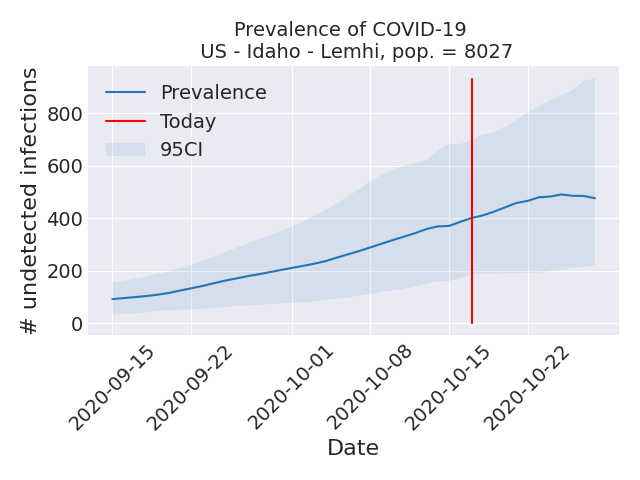 Prevalence of COVID-19
US - Idaho - Lemhi, pop. = 8027
Prevalence
Today
95CI
# undetected infections
800
600
400
200
0
2020-09-15
2020-09-22
2020-10-01
2020-10-08
2020-10-15
2020-10-22
Date